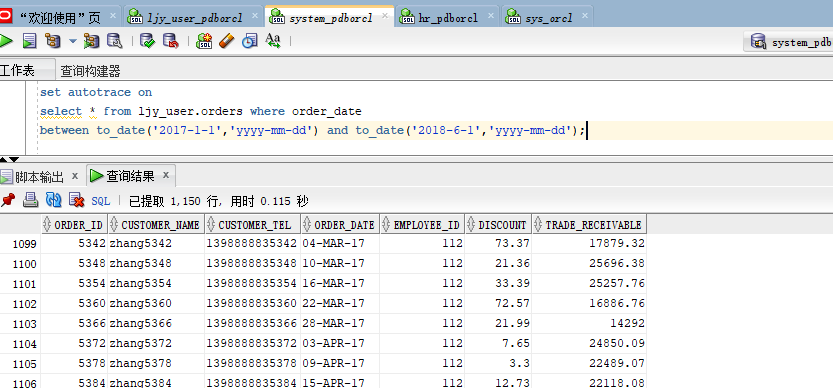 “欢迎使用”页 ljy_user_pdborcl system_pdborcl hr_pdborcl sys_orcl
system_pdb
工作表 查询构建器
set autotrace on
select * from ljy_user.orders where order_date
between to_date('2017-1-1','yyyy-mm-dd') and to_date('2018-6-1','yyyy-mm-dd');
脚本输出 x 查询结果 x
SQL 已提取 1,150 行, 用时 0.115 秒
ORDER_ID CUSTOMER_NAME CUSTOMER_TEL ORDER_DATE EMPLOYEE_ID DISCOUNT TRADE_RECEIVABLE
1099 5342 zhang5342 1398888835342 04-MAR-17 112 73.37 17879.32
1100 5348 zhang5348 1398888835348 10-MAR-17 112 21.36 25696.38
1101 5354 zhang5354 1398888835354 16-MAR-17 112 33.39 25257.76
1102 5360 zhang5360 1398888835360 22-MAR-17 112 72.57 16886.76
1103 5366 zhang5366 1398888835366 28-MAR-17 112 21.99 14292
1104 5372 zhang5372 1398888835372 03-APR-17 112 7.65 24850.09
1105 5378 zhang5378 1398888835378 09-APR-17 112 3.3 22489.07
1106 5384 zhang5384 1398888835384 15-APR-17 112 12.73 22118.08